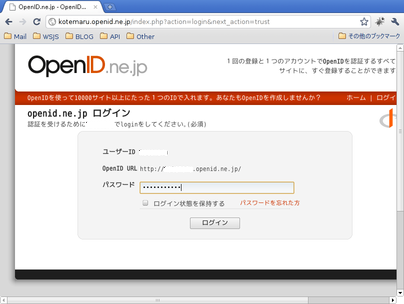 OpenID.ne.jp - OpenID...
kotemaru.openid.ne.jp/index.php?action=login&next_action=trust
Mail WSJS BLOG API Other その他のブックマーク
OpenID.ne.jp
1回の登録と1つのアカウントでOpenIDを認証するすべて
サイトに、すぐ登録することができます
OpenIDを使って10000サイト以上にたった1つのIDで入れます。あなたもOpenIDを作成しませんか? ホーム | ログイン
openid.ne.jp ログイン
認証を受けるために" でloginをしてください。(必須)
ユーザーID
OpenID URL http:// .openid.ne.jp/
パスワード •••••••••••
ログイン状態を保持する パスワードを忘れた方
ログイン